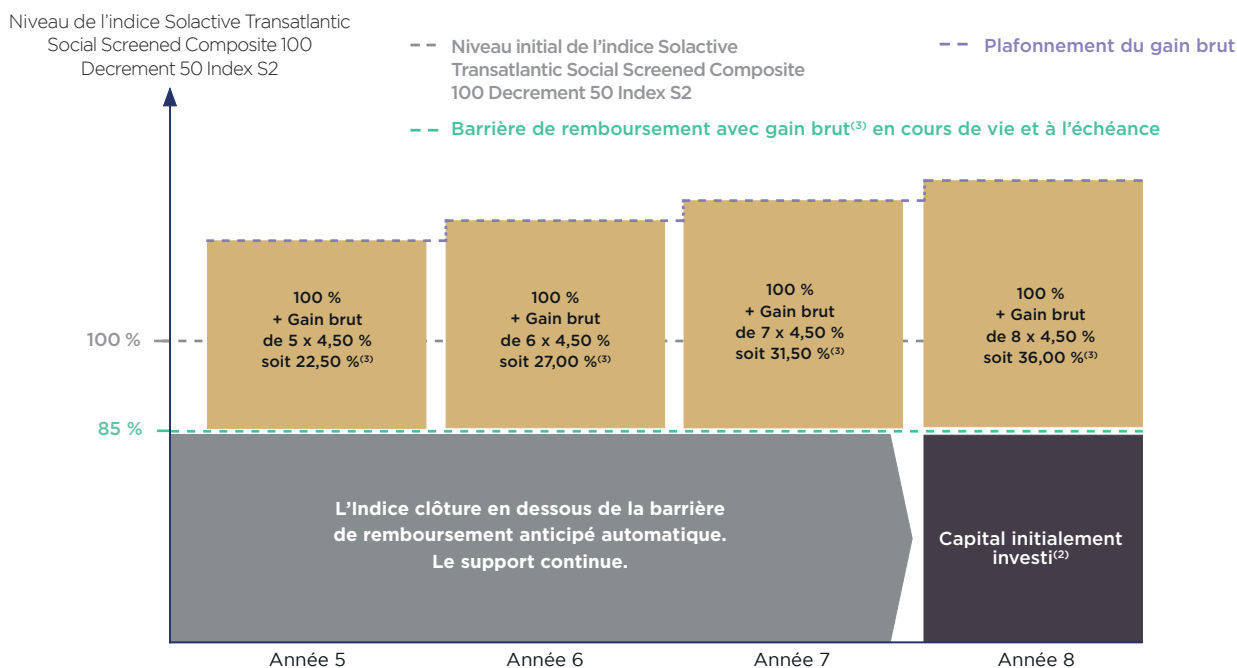 Niveau de l'indice Solactive Transatlantic
Social Screened Composite 100
Decrement 50 Index S2
Niveau initial de l'indice Solactive
Transatlantic Social Screened Composite
100 Decrement 50 Index S2
Plafonnement du gain brut
Barrière de remboursement avec gain brut(3) en cours de vie et à l'échéance
100 %
85 %
100 %
+ Gain brut
de 5 x 4,50 %
soit 22,50 %(3)
100 %
+ Gain brut
de 6 x 4,50 %
soit 27,00 %(3)
100 %
+ Gain brut
de 7 x 4,50 %
soit 31,50 %(3)
100 %
+ Gain brut
de 8 x 4,50 %
soit 36,00 %(3)
L'Indice clôture en dessous de la barrière
de remboursement anticipé automatique.
Le support continue.
Capital initialement
investi(2)
Année 5
Année 6
Année 7
Année 8